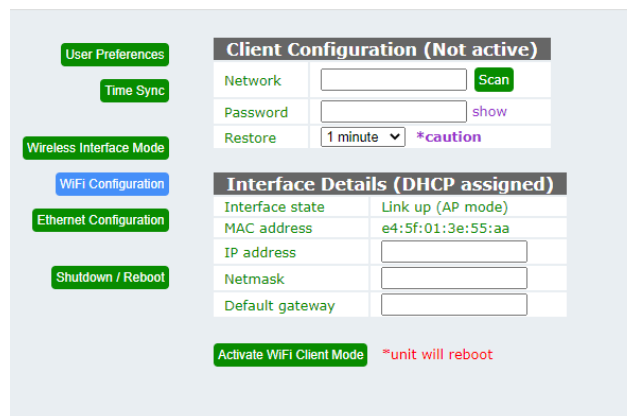 User Preferences
Time Sync
Wireless Interface Mode
WiFi Configuration
Ethernet Configuration
Shutdown / Reboot
Client Configuration (Not active)
Network Scan
Password show
Restore 1 minute *caution
Interface Details (DHCP assigned)
Interface state Link up (AP mode)
MAC address e4:5f:01:3e:55:aa
IP address
Netmask
Default gateway
Activate WiFi Client Mode *unit will reboot